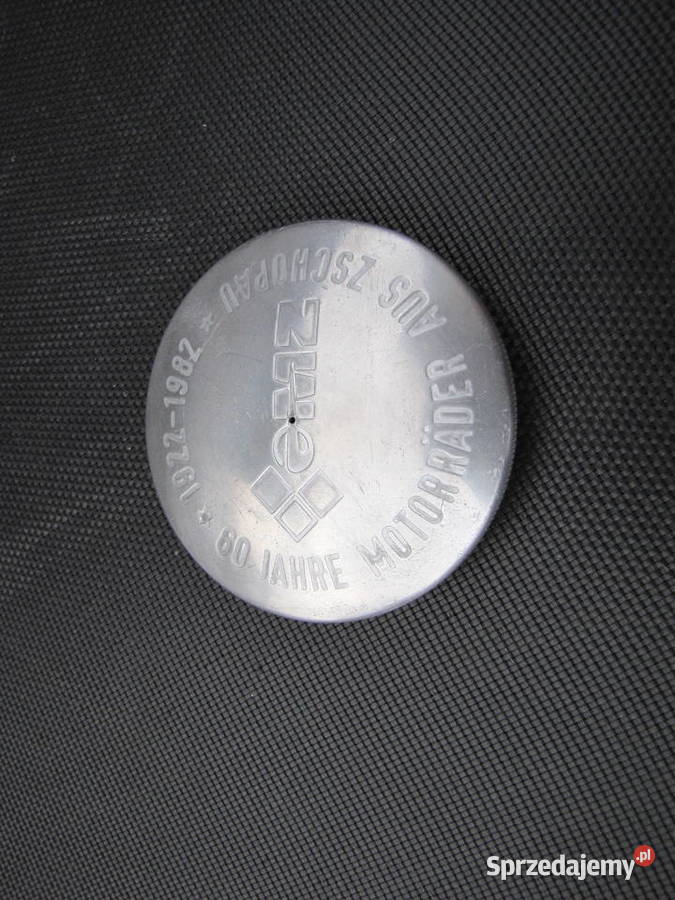 60 JAHRE MOTORRÄDER AUS ZSCHOPAU
* 1922-1982 *
MZ
Sprzedajemy.pl